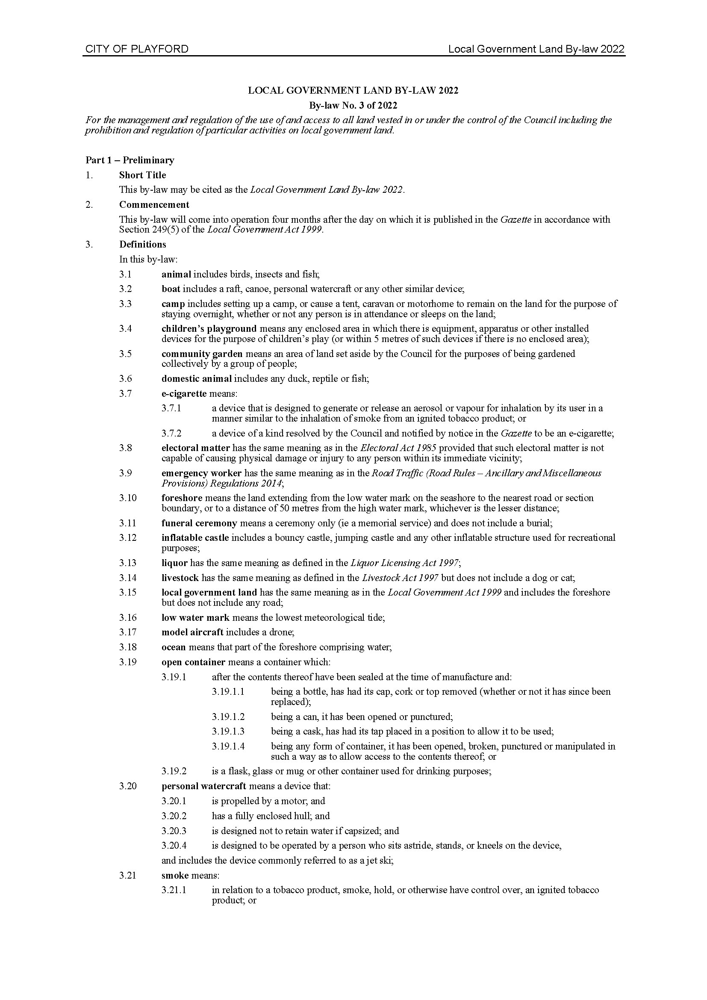 CITY OF PLAYFORD Local Government Land By-law 2022
LOCAL GOVERNMENT LAND BY-LAW 2022
By-law No. 3 of 2022
For the management and regulation of the use of and access to all land vested in or under the control of the Council including the
prohibition and regulation of particular activities on local government land.
Part 1 – Preliminary
1. Short Title
This by-law may be cited as the Local Government Land By-law 2022.
2. Commencement
This by-law will come into operation four months after the day on which it is published in the Gazette in accordance with
Section 249(5) of the Local Government Act 1999.
3. Definitions
In this by-law:
3.1 animal includes birds, insects and fish;
3.2 boat includes a raft, canoe, personal watercraft or any other similar device;
3.3 camp includes setting up a camp, or cause a tent, caravan or motorhome to remain on the land for the purpose of
staying overnight, whether or not any person is in attendance or sleeps on the land;
3.4 children’s playground means any enclosed area in which there is equipment, apparatus or other installed
devices for the purpose of children’s play (or within 5 metres of such devices if there is no enclosed area);
3.5 community garden means an area of land set aside by the Council for the purposes of being gardened
collectively by a group of people;
3.6 domestic animal includes any duck, reptile or fish;
3.7 e-cigarette means:
3.7.1 a device that is designed to generate or release an aerosol or vapour for inhalation by its user in a
manner similar to the inhalation of smoke from an ignited tobacco product; or
3.7.2 a device of a kind resolved by the Council and notified by notice in the Gazette to be an e-cigarette;
3.8 electoral matter has the same meaning as in the Electoral Act 1985 provided that such electoral matter is not
capable of causing physical damage or injury to any person within its immediate vicinity;
3.9 emergency worker has the same meaning as in the Road Traffic (Road Rules – Ancillary and Miscellaneous
Provisions) Regulations 2014;
3.10 foreshore means the land extending from the low water mark on the seashore to the nearest road or section
boundary, or to a distance of 50 metres from the high water mark, whichever is the lesser distance;
3.11 funeral ceremony means a ceremony only (ie a memorial service) and does not include a burial;
3.12 inflatable castle includes a bouncy castle, jumping castle and any other inflatable structure used for recreational
purposes;
3.13 liquor has the same meaning as defined in the Liquor Licensing Act 1997;
3.14 livestock has the same meaning as defined in the Livestock Act 1997 but does not include a dog or cat;
3.15 local government land has the same meaning as in the Local Government Act 1999 and includes the foreshore
but does not include any road;
3.16 low water mark means the lowest meteorological tide;
3.17 model aircraft includes a drone;
3.18 ocean means that part of the foreshore comprising water;
3.19 open container means a container which:
3.19.1 after the contents thereof have been sealed at the time of manufacture and:
3.19.1.1 being a bottle, has had its cap, cork or top removed (whether or not it has since been
replaced);
3.19.1.2 being a can, it has been opened or punctured;
3.19.1.3 being a cask, has had its tap placed in a position to allow it to be used;
3.19.1.4 being any form of container, it has been opened, broken, punctured or manipulated in
such a way as to allow access to the contents thereof; or
3.19.2 is a flask, glass or mug or other container used for drinking purposes;
3.20 personal watercraft means a device that:
3.20.1 is propelled by a motor; and
3.20.2 has a fully enclosed hull; and
3.20.3 is designed not to retain water if capsized; and
3.20.4 is designed to be operated by a person who sits astride, stands, or kneels on the device,
and includes the device commonly referred to as a jet ski;
3.21 smoke means:
3.21.1 in relation to a tobacco product, smoke, hold, or otherwise have control over, an ignited tobacco
product; or